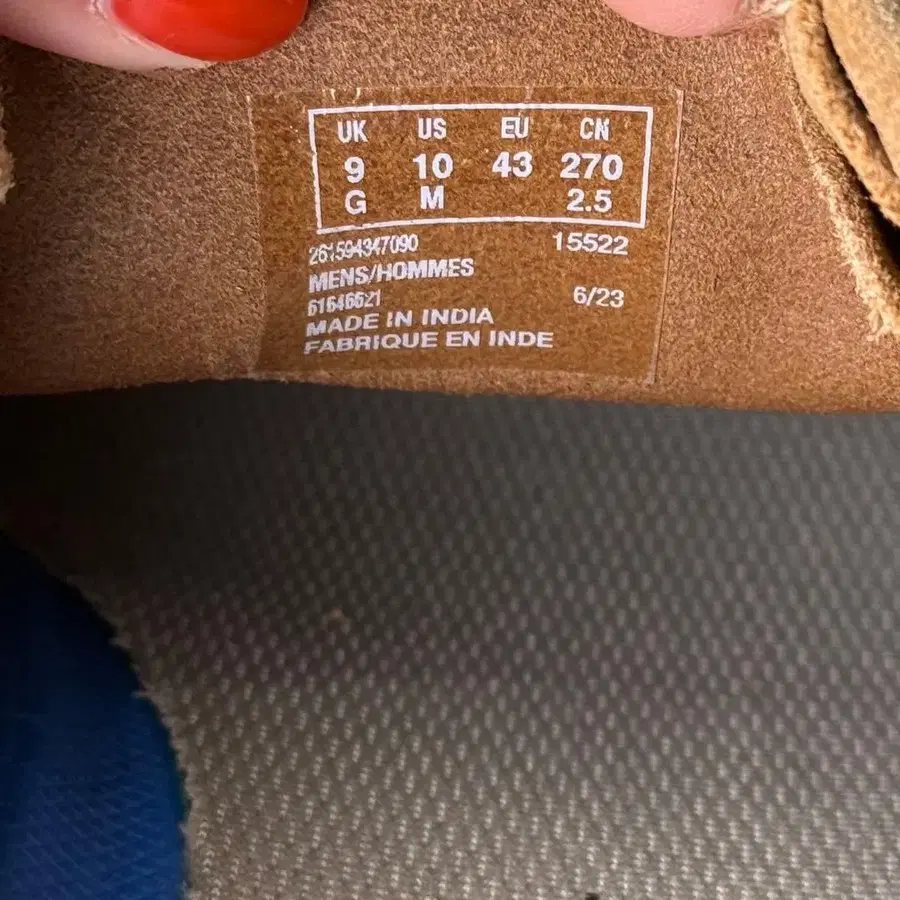 UK US EU CN
9 10 43 270
G M 2.5
261594347090 15522
MENS/HOMMES
61646621 6/23
MADE IN INDIA
FABRIQUE EN INDE